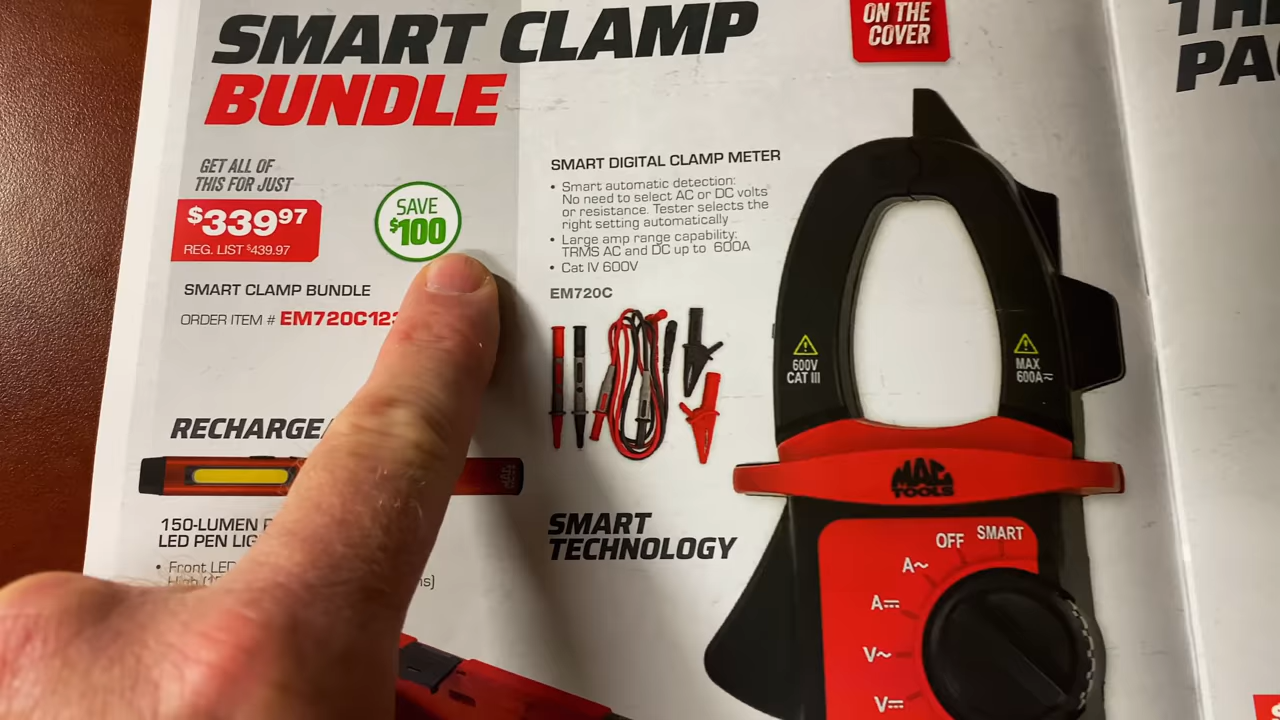 SMART CLAMP
BUNDLE
ON THE
COVER
GET ALL OF
THIS FOR JUST
$339.97
REG. LIST $439.97
SAVE
$100
SMART CLAMP BUNDLE
ORDER ITEM # EM720C123
RECHARGEA
150-LUMEN
LED PEN LIG
• Front LED
High
SMART DIGITAL CLAMP METER
• Smart automatic detection:
No need to select AC or DC volts
or resistance. Tester selects the
right setting automatically
• Large amp range capability:
TRMS AC and DC up to 600A
• Cat IV 600V
EM720C
SMART
TECHNOLOGY
600V
CAT III
MAX
600A
MAC
TOOLS
OFF SMART
A~
A⎓
V~
V⎓
PA